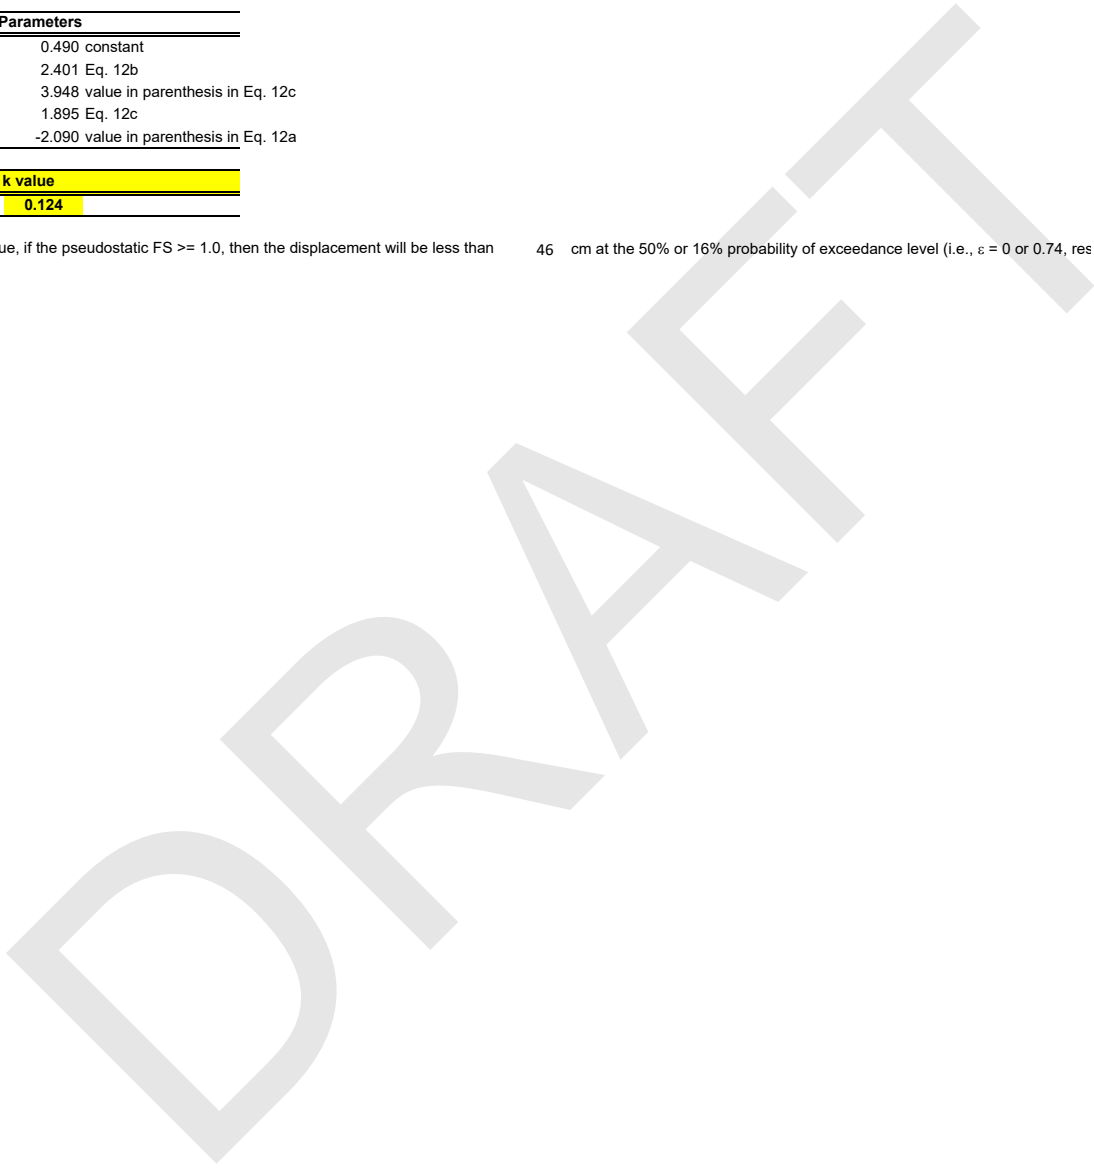 Parameters
0.490 constant
2.401 Eq. 12b
3.948 value in parenthesis in Eq. 12c
1.895 Eq. 12c
-2.090 value in parenthesis in Eq. 12a
k value
0.124
ue, if the pseudostatic FS >= 1.0, then the displacement will be less than 46 cm at the 50% or 16% probability of exceedance level (i.e., ε = 0 or 0.74, res
DRAFT